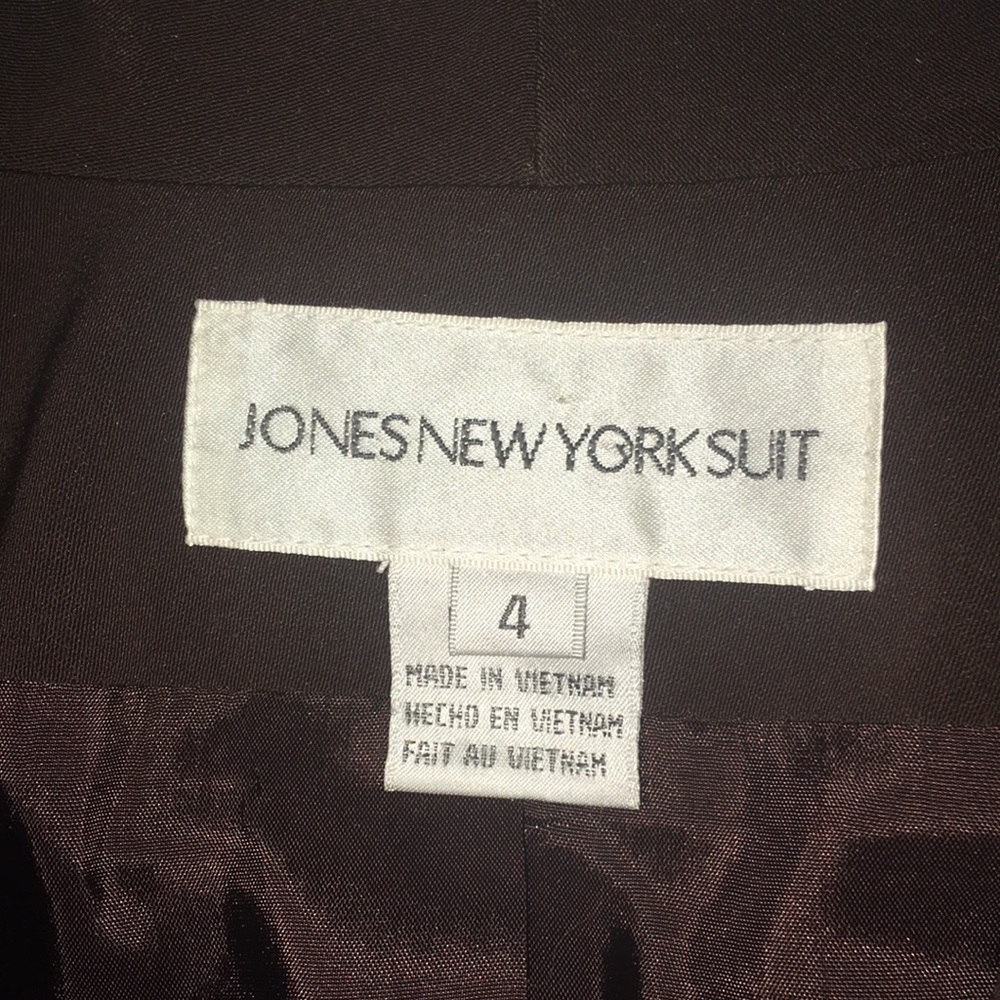 JONES NEW YORK SUIT
4
MADE IN VIETNAM
HECHO EN VIETNAM
FAIT AU VIETNAM